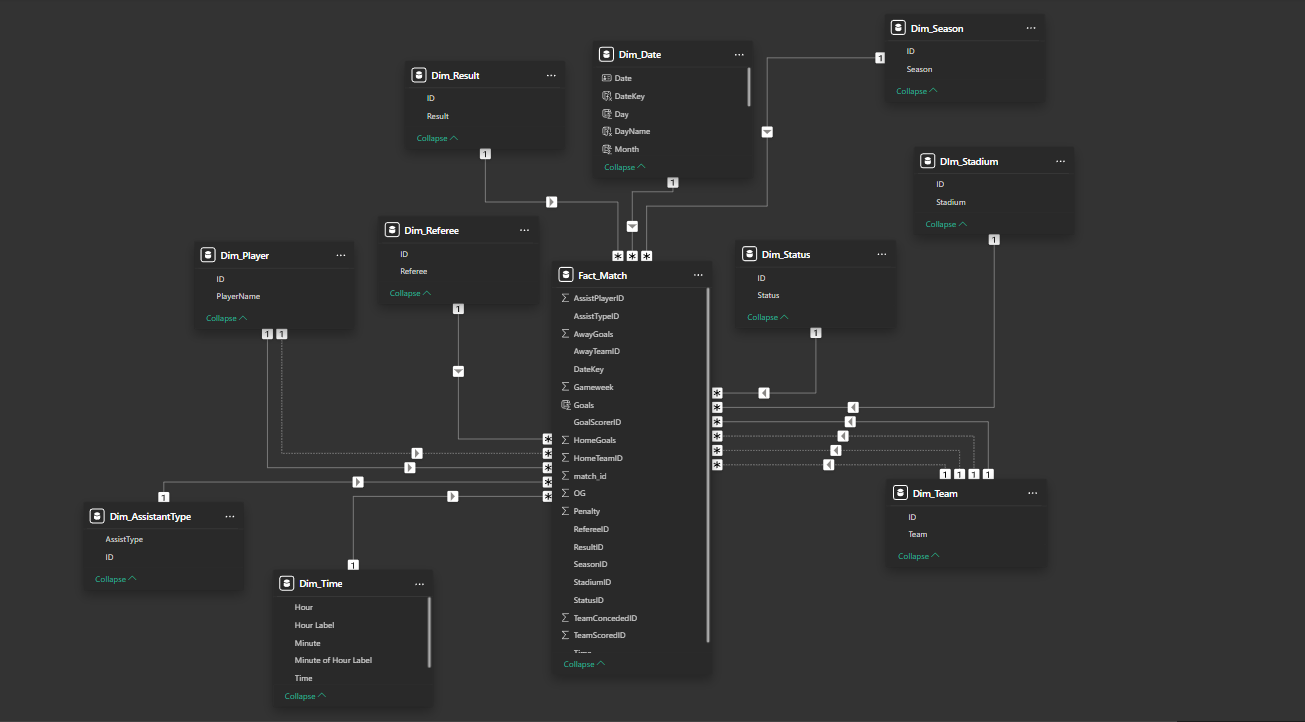 Dim_Season
ID
Season
Collapse
Dim_Date
Date
DateKey
Day
DayName
Month
Collapse
Dim_Result
ID
Result
Collapse
DIm_Stadium
ID
Stadium
Collapse
Dim_Referee
ID
Referee
Collapse
Dim_Player
ID
PlayerName
Collapse
Dim_Status
ID
Status
Collapse
Fact_Match
AssistPlayerID
AssistTypeID
AwayGoals
AwayTeamID
DateKey
Gameweek
Goals
GoalScorerID
HomeGoals
HomeTeamID
match_id
OG
Penalty
RefereeID
ResultID
SeasonID
StadiumID
StatusID
TeamConcededID
TeamScoredID
Collapse
Dim_Team
ID
Team
Collapse
Dim_AssistantType
AssistType
ID
Collapse
Dim_Time
Hour
Hour Label
Minute
Minute of Hour Label
Time
Collapse
1
1
1
1
1
1
1
1
1
1
1
1
1
1